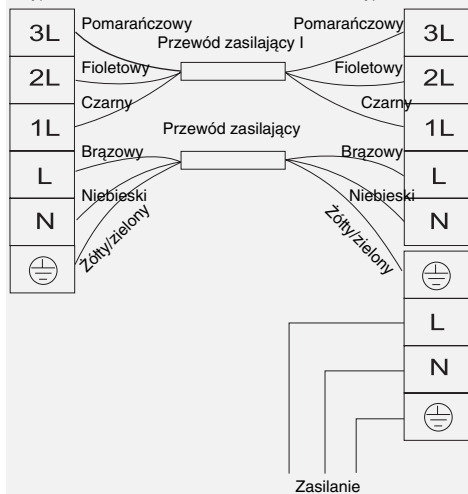 Pomarańczowy Pomarańczowy
3L Przewód zasilający I 3L
Fioletowy Fioletowy
2L 2L
Czarny Czarny
1L Przewód zasilający 1L
Brązowy Brązowy
L L
Niebieski Niebieski
N N
Żółty/zielony Żółty/zielony
L
N
Zasilanie